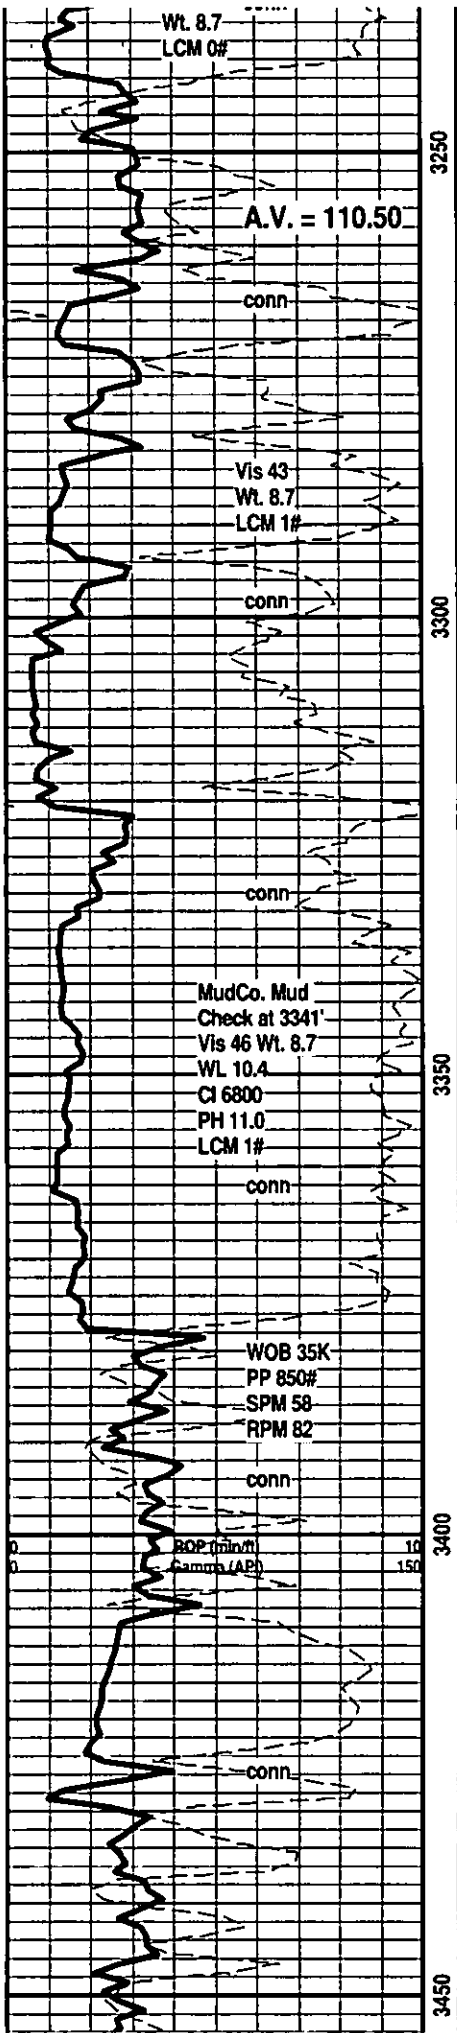 conn
Wt. 8.7
LCM 0#
3250
A.V. = 110.50
conn
Vis 43
Wt. 8.7
LCM 1#
conn
3300
conn
MudCo. Mud
Check at 3341'
Vis 46 Wt. 8.7
WL 10.4
Cl 6800
PH 11.0
LCM 1#
3350
conn
WOB 35K
PP 850#
SPM 58
RPM 82
conn
3400
0 ROP (min/ft) 10
0 Gamma (API) 150
conn
3450